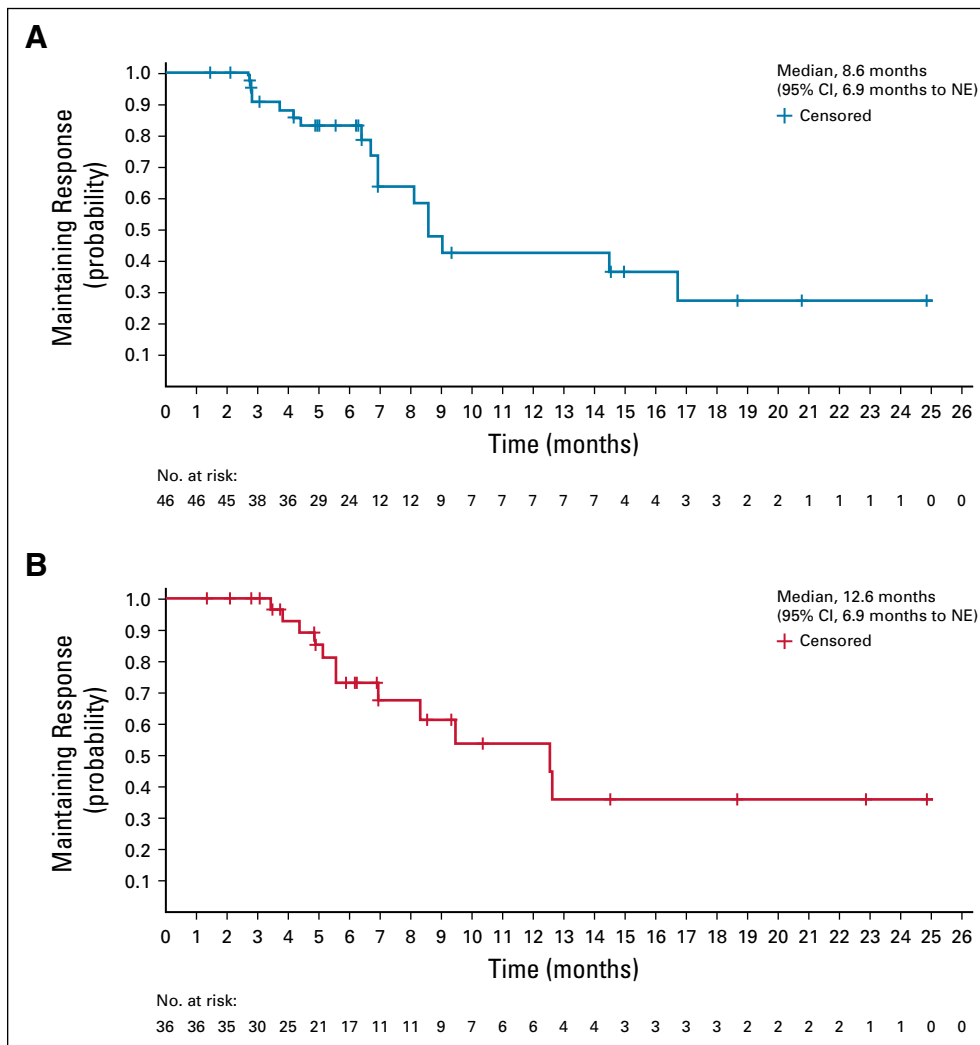 A
Median, 8.6 months
(95% CI, 6.9 months to NE)
Censored
1.0
0.9
0.8
0.7
0.6
0.5
0.4
0.3
0.2
0.1
Maintaining Response
(probability)
0 1 2 3 4 5 6 7 8 9 10 11 12 13 14 15 16 17 18 19 20 21 22 23 24 25 26
Time (months)
No. at risk:
46 46 45 38 36 29 24 12 12 9 7 7 7 7 7 4 4 3 3 2 2 1 1 1 1 0 0
B
Median, 12.6 months
(95% CI, 6.9 months to NE)
Censored
1.0
0.9
0.8
0.7
0.6
0.5
0.4
0.3
0.2
0.1
Maintaining Response
(probability)
0 1 2 3 4 5 6 7 8 9 10 11 12 13 14 15 16 17 18 19 20 21 22 23 24 25 26
Time (months)
No. at risk:
36 36 35 30 25 21 17 11 11 9 7 6 6 4 4 3 3 3 3 2 2 2 2 1 1 0 0